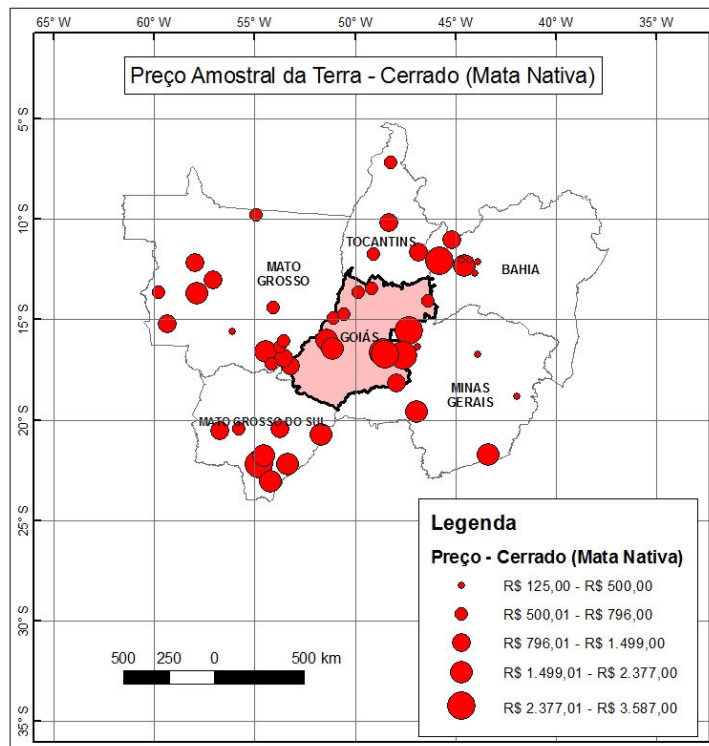 65° W 60° W 55° W 50° W 45° W 40° W 35° W
Preço Amostral da Terra - Cerrado (Mata Nativa)
5° S
10° S
TOCANTINS
MATO
GROSSO
BAHIA
15° S
GOIÁS
MINAS
GERAIS
20° S
MATO GROSSO DO SUL
25° S
30° S
35° S
Legenda
Preço - Cerrado (Mata Nativa)
R$ 125,00 - R$ 500,00
R$ 500,01 - R$ 796,00
R$ 796,01 - R$ 1.499,00
R$ 1.499,01 - R$ 2.377,00
R$ 2.377,01 - R$ 3.587,00
500 250 0 500 km